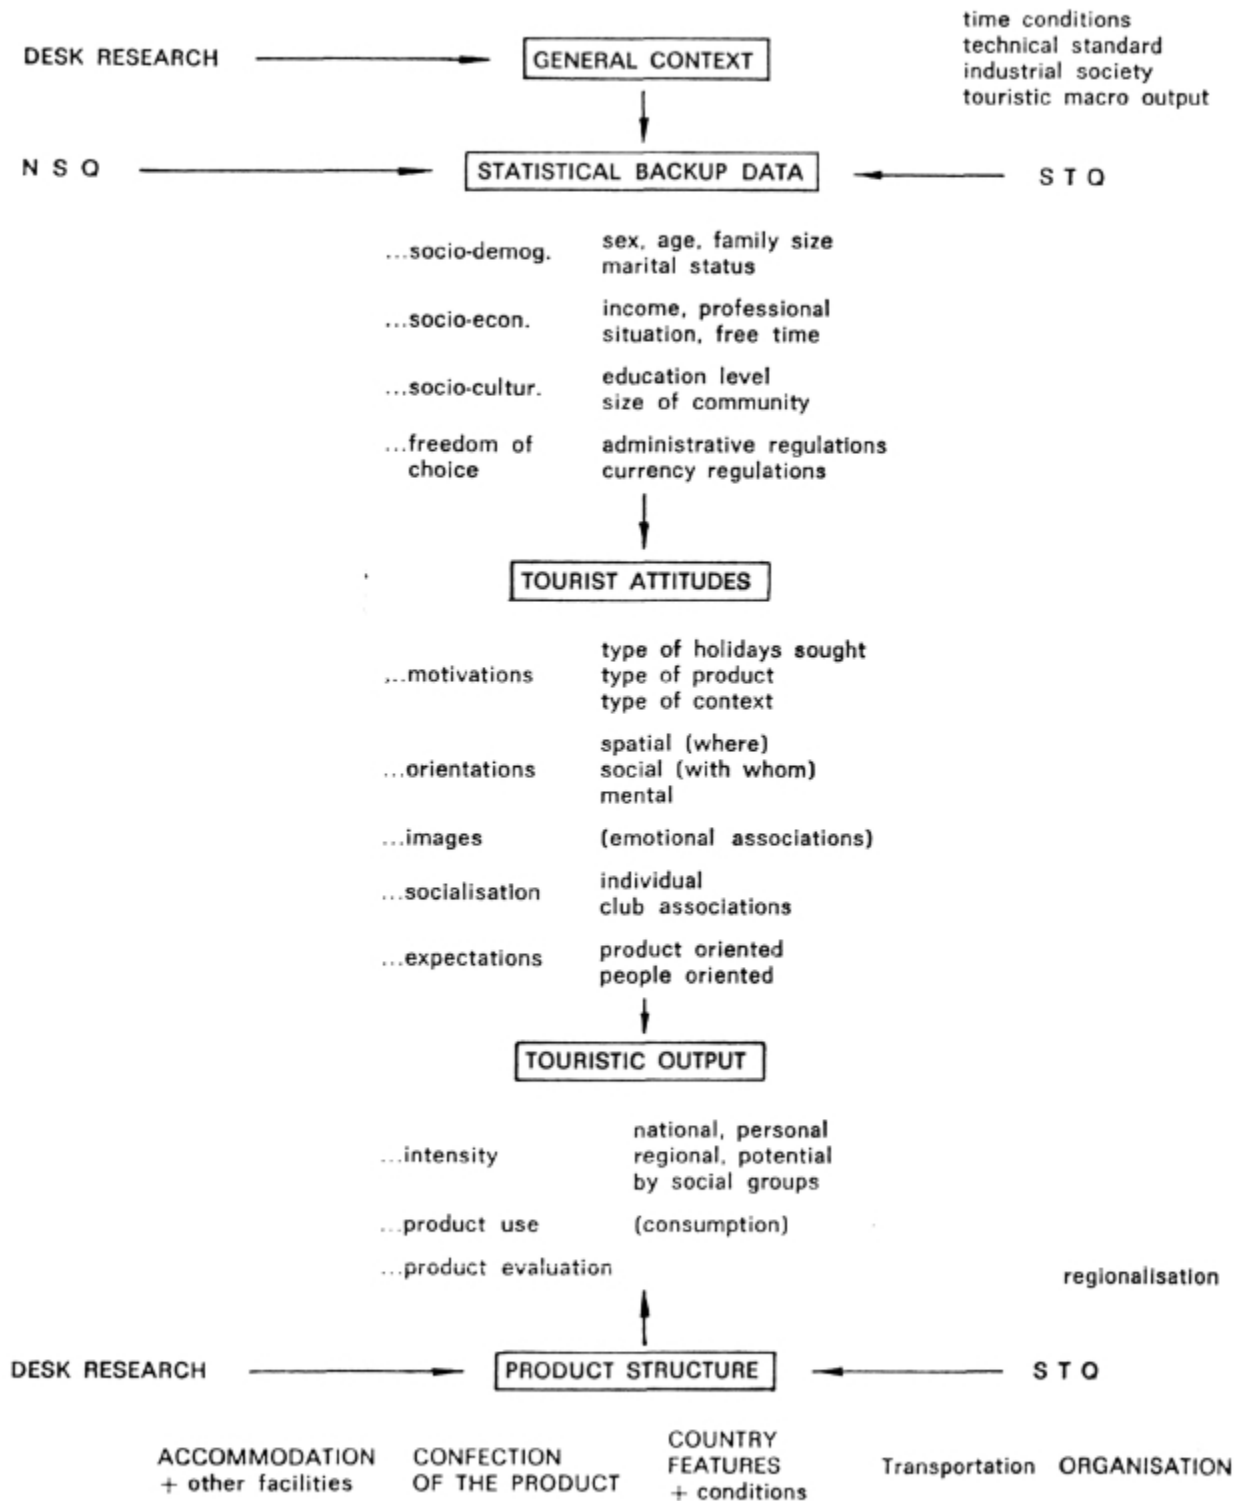 time conditions
technical standard
industrial society
touristic macro output
DESK RESEARCH
GENERAL CONTEXT
N S Q
STATISTICAL BACKUP DATA
S T Q
...socio-demog.
sex, age, family size
marital status
...socio-econ.
income, professional
situation, free time
...socio-cultur.
education level
size of community
...freedom of
choice
administrative regulations
currency regulations
TOURIST ATTITUDES
...motivations
type of holidays sought
type of product
type of context
...orientations
spatial (where)
social (with whom)
mental
...images
(emotional associations)
...socialisation
individual
club associations
...expectations
product oriented
people oriented
TOURISTIC OUTPUT
...intensity
national, personal
regional, potential
by social groups
...product use
(consumption)
...product evaluation
regionalisation
DESK RESEARCH
PRODUCT STRUCTURE
S T Q
ACCOMMODATION
+ other facilities
CONFECTION
OF THE PRODUCT
COUNTRY
FEATURES
+ conditions
Transportation
ORGANISATION